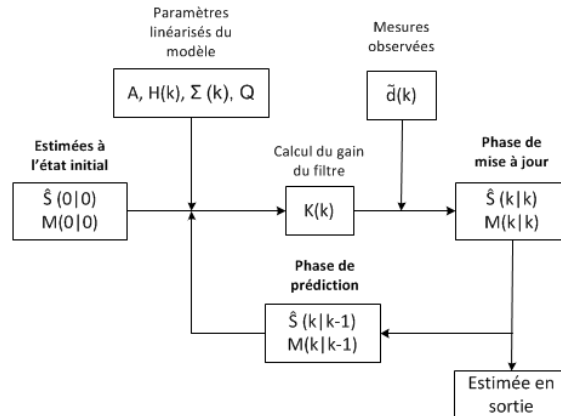 Paramètres
linéarisés du
modèle
A, H(k), Σ (k), Q
Mesures
observées
d̃(k)
Estimées à
l'état initial
Ŝ (0|0)
M(0|0)
Calcul du gain
du filtre
K(k)
Phase de
mise à jour
Ŝ (k|k)
M(k|k)
Phase de
prédiction
Ŝ (k|k-1)
M(k|k-1)
Estimée en
sortie